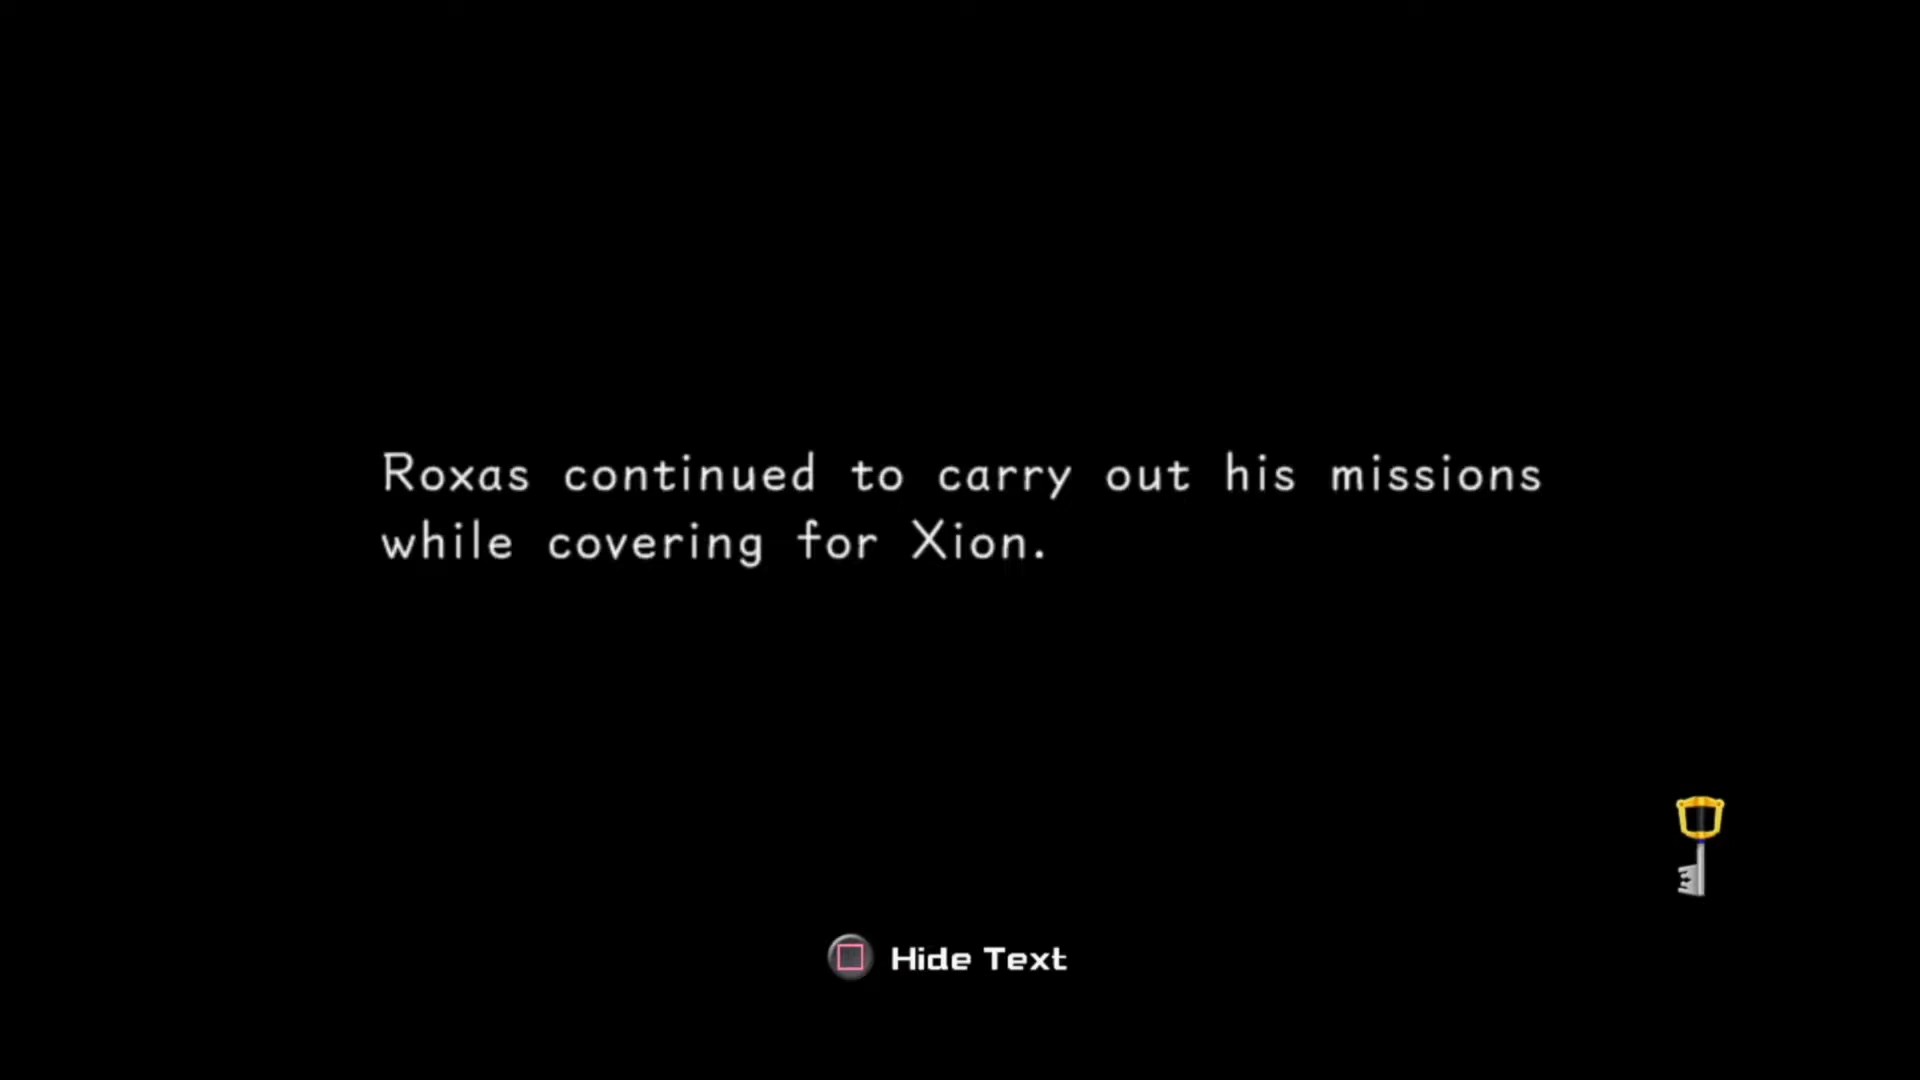 Roxas continued to carry out his missions
while covering for Xion.
Hide Text